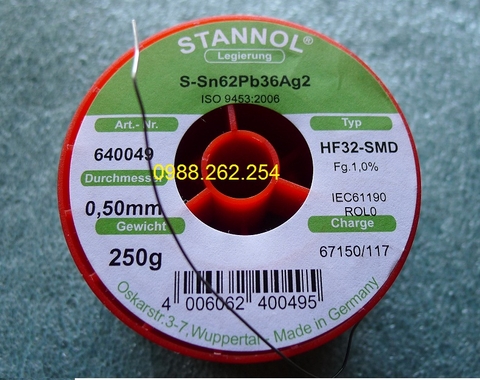 STANNOL®
Legierung
S-Sn62Pb36Ag2
ISO 9453:2006
Art.- Nr.
640049
Typ
HF32-SMD
Fg.1,0%
0988.262.254
Durchmess
0,50mm
IEC61190
ROL0
Gewicht
250g
Charge
67150/117
4 006062 400495
Oskarstr.3-7,Wuppertal - Made in Germany